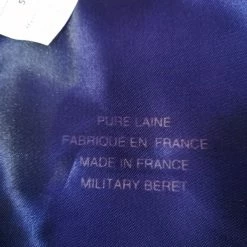 PURE LAINE
FABRIQUE EN FRANCE
MADE IN FRANCE
MILITARY BERET